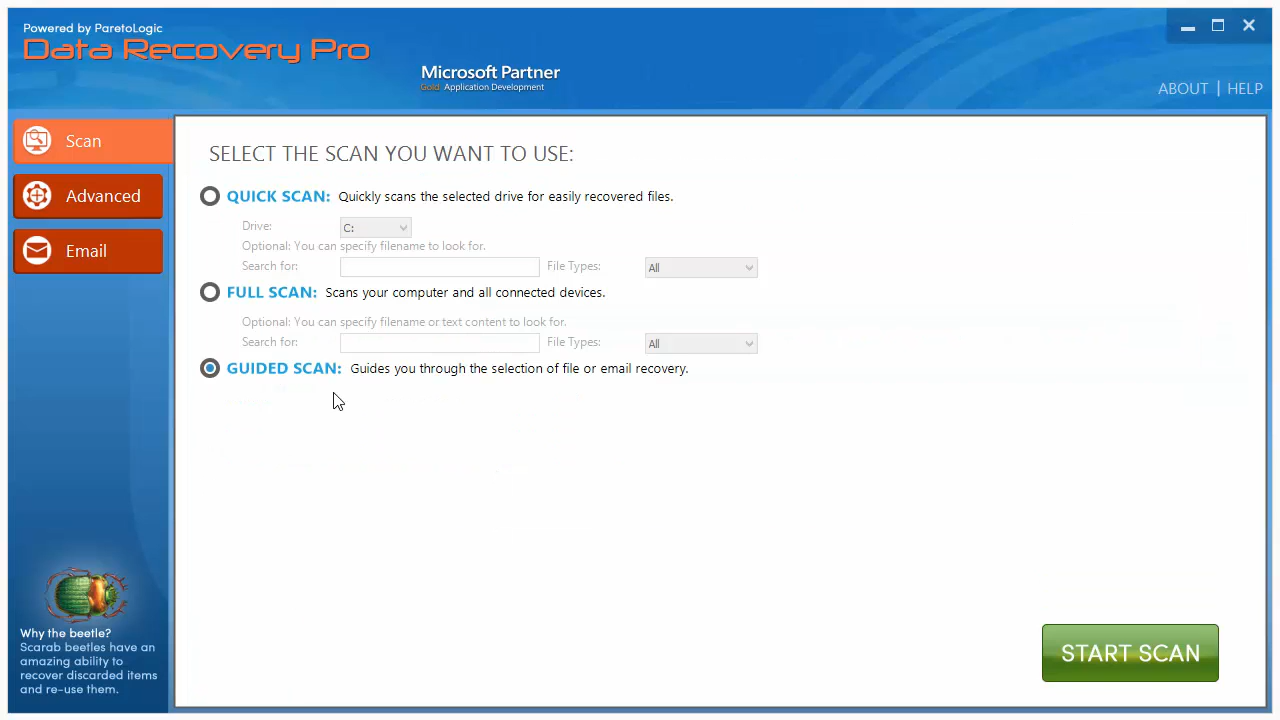 Powered by ParetoLogic
Data Recovery Pro
Microsoft Partner
Gold Application Development
ABOUT | HELP
Scan
Advanced
Email
SELECT THE SCAN YOU WANT TO USE:
QUICK SCAN: Quickly scans the selected drive for easily recovered files.
Drive: C:
Optional: You can specify filename to look for.
Search for: File Types: All
FULL SCAN: Scans your computer and all connected devices.
Optional: You can specify filename or text content to look for.
Search for: File Types: All
GUIDED SCAN: Guides you through the selection of file or email recovery.
START SCAN
Why the beetle?
Scarab beetles have an
amazing ability to
recover discarded items
and re-use them.